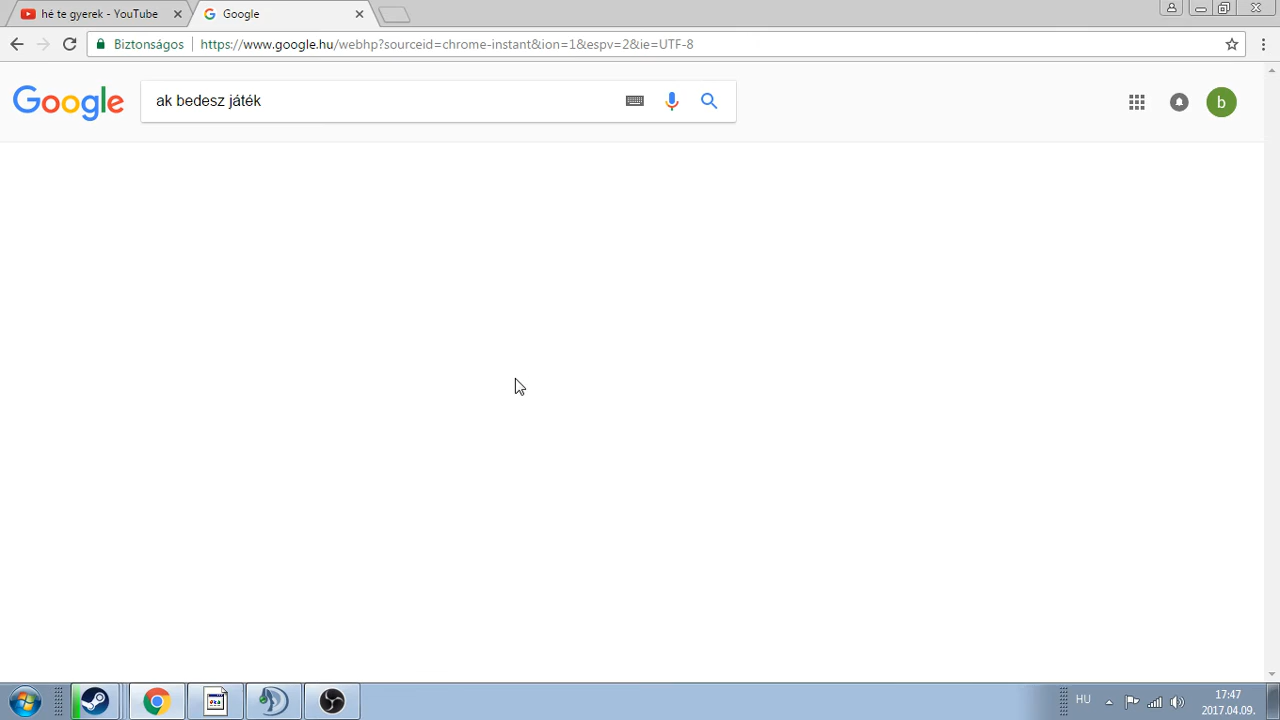 hé te gyerek - YouTube
Google
Biztonságos
https://www.google.hu/webhp?sourceid=chrome-instant&ion=1&espv=2&ie=UTF-8
Google
ak bedesz játék
b
HU
17:47
2017.04.09.